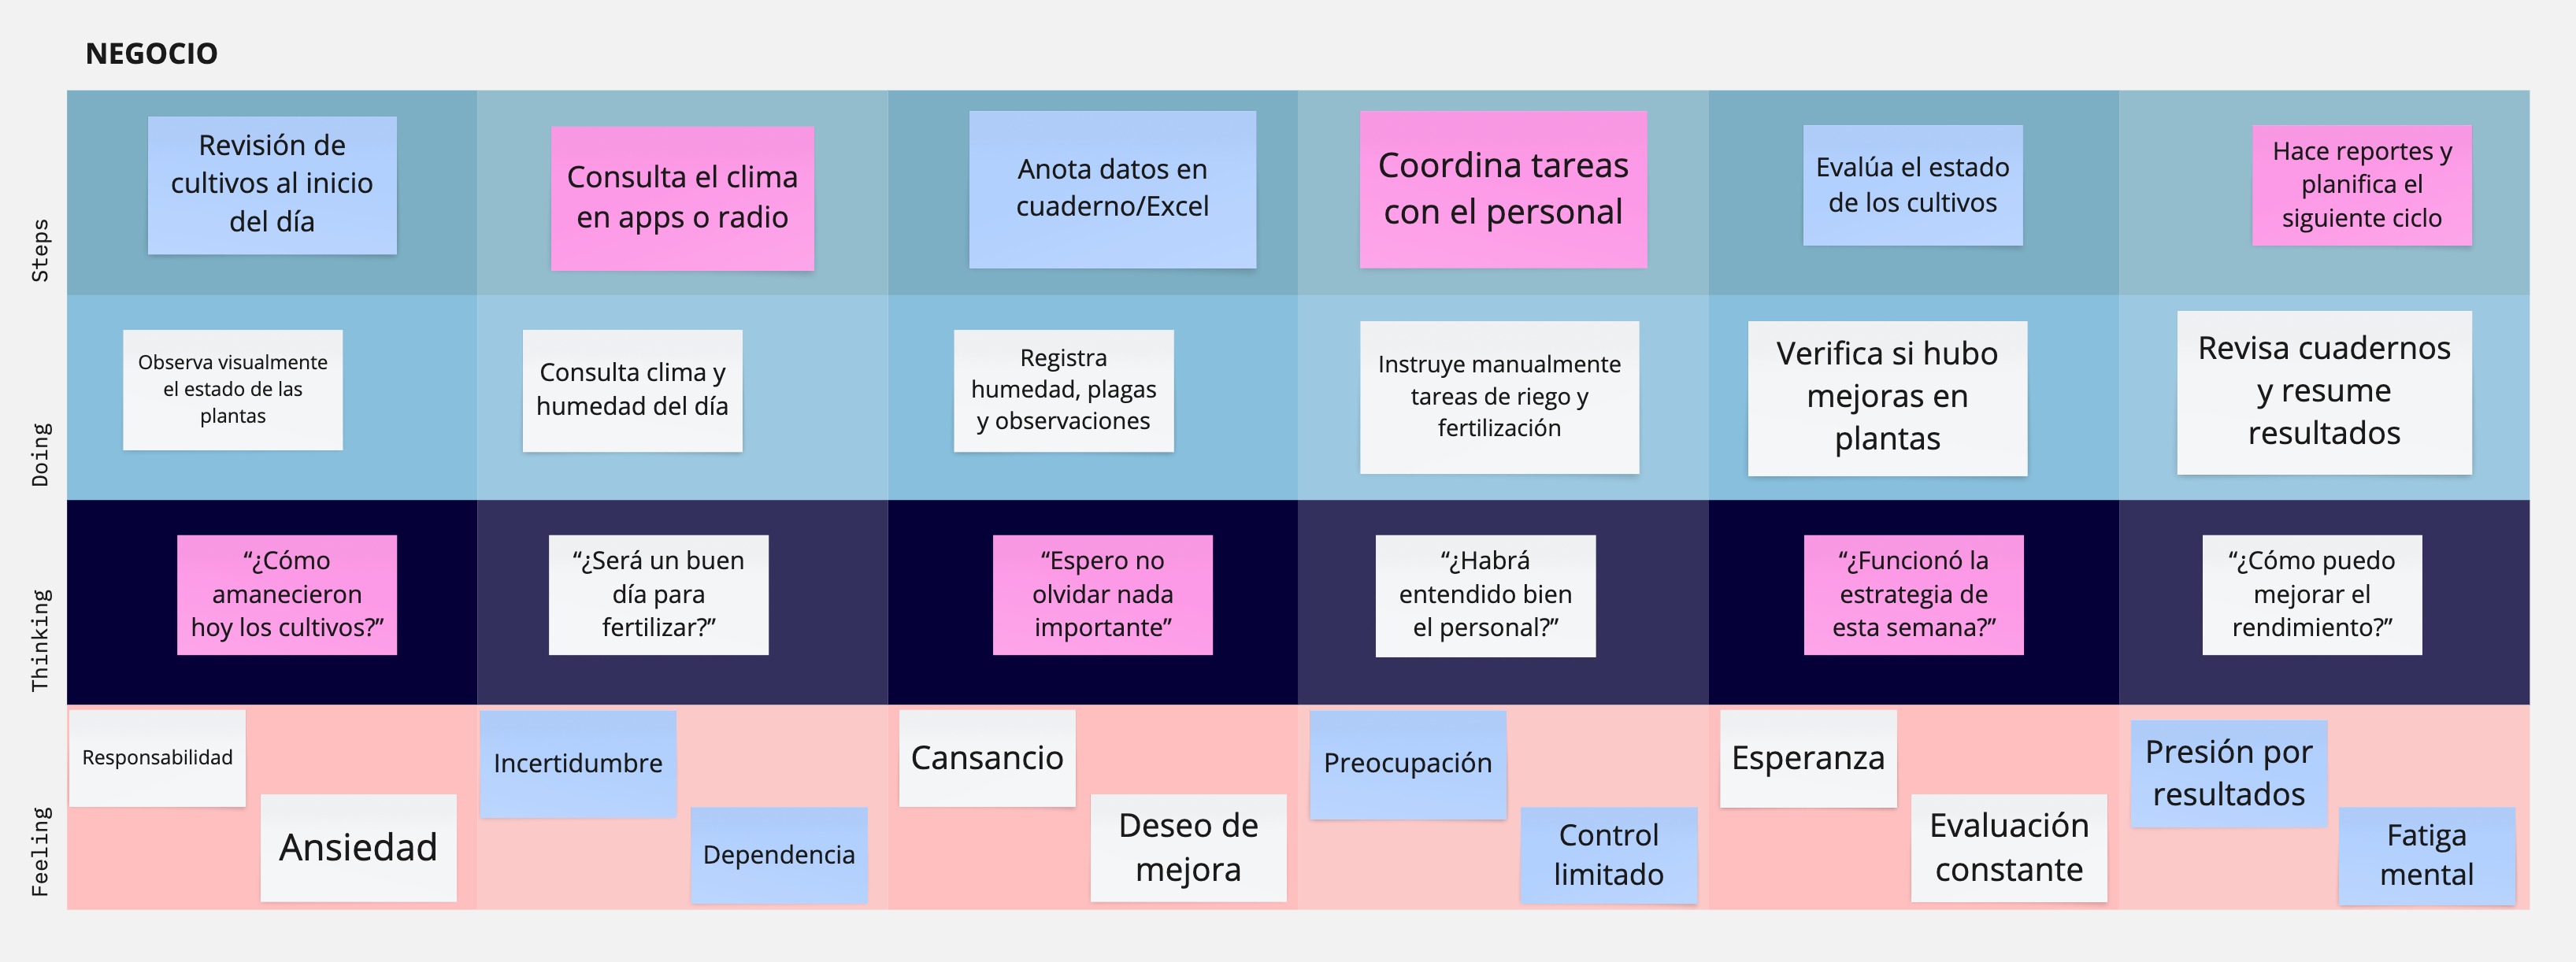 NEGOCIO
Steps
Revisión de
cultivos al inicio
del día
Consulta el clima
en apps o radio
Anota datos en
cuaderno/Excel
Coordina tareas
con el personal
Evalúa el estado
de los cultivos
Hace reportes y
planifica el
siguiente ciclo
Doing
Observa visualmente
el estado de las
plantas
Consulta clima y
humedad del día
Registra
humedad, plagas
y observaciones
Instruye manualmente
tareas de riego y
fertilización
Verifica si hubo
mejoras en
plantas
Revisa cuadernos
y resume
resultados
Thinking
“¿Cómo
amanecieron
hoy los cultivos?”
“¿Será un buen
día para
fertilizar?”
“Espero no
olvidar nada
importante”
“¿Habrá
entendido bien
el personal?”
“¿Funcionó la
estrategia de
esta semana?”
“¿Cómo puedo
mejorar el
rendimiento?”
Feeling
Responsabilidad
Ansiedad
Incertidumbre
Dependencia
Cansancio
Deseo de
mejora
Preocupación
Control
limitado
Esperanza
Evaluación
constante
Presión por
resultados
Fatiga
mental